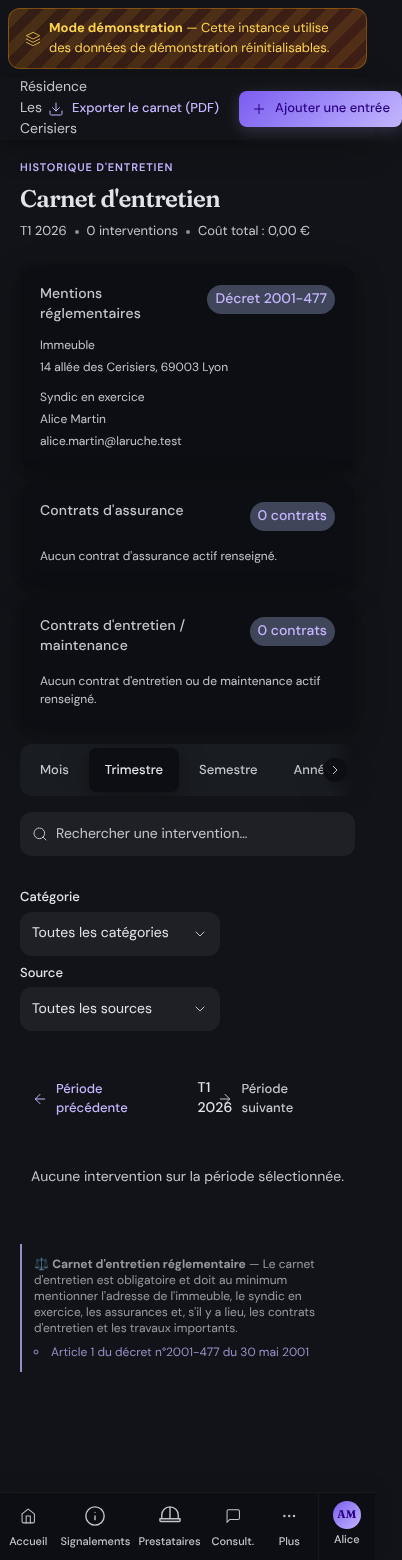 Mode démonstration — Cette instance utilise
des données de démonstration réinitialisables.
Résidence
Les
Cerisiers
Exporter le carnet (PDF)
Ajouter une entrée
HISTORIQUE D'ENTRETIEN
Carnet d'entretien
T1 2026 • 0 interventions • Coût total : 0,00 €
Mentions
réglementaires
Décret 2001-477
Immeuble
14 allée des Cerisiers, 69003 Lyon
Syndic en exercice
Alice Martin
alice.martin@laruche.test
Contrats d'assurance
0 contrats
Aucun contrat d'assurance actif renseigné.
Contrats d'entretien /
maintenance
0 contrats
Aucun contrat d'entretien ou de maintenance actif
renseigné.
Mois Trimestre Semestre Anné
Rechercher une intervention...
Catégorie
Toutes les catégories
Source
Toutes les sources
Période
précédente
T1
2026
Période
suivante
Aucune intervention sur la période sélectionnée.
⚖️ Carnet d'entretien réglementaire — Le carnet
d'entretien est obligatoire et doit au minimum
mentionner l'adresse de l'immeuble, le syndic en
exercice, les assurances et, s'il y a lieu, les contrats
d'entretien et les travaux importants.
Article 1 du décret n°2001-477 du 30 mai 2001
AM
Accueil Signalements Prestataires Consult. Plus Alice